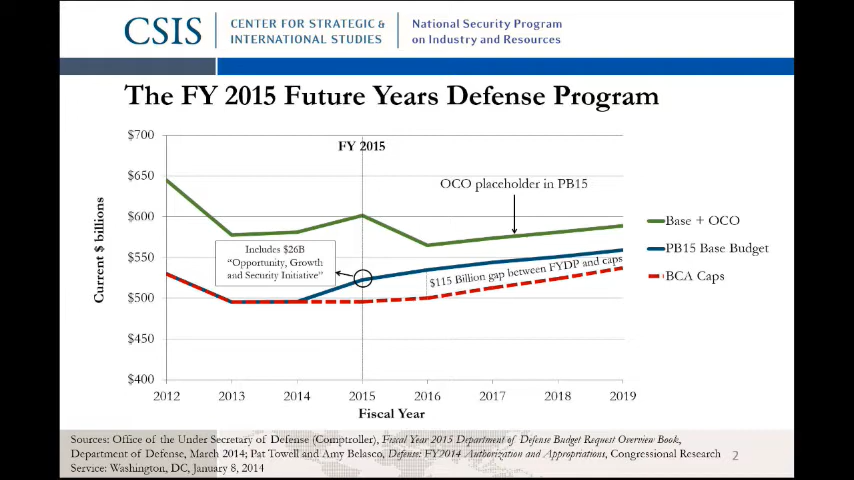 CSIS
CENTER FOR STRATEGIC &
INTERNATIONAL STUDIES
National Security Program
on Industry and Resources
The FY 2015 Future Years Defense Program
$700
$650
$600
$550
$500
$450
$400
Current $ billions
FY 2015
OCO placeholder in PB15
Includes $26B
“Opportunity, Growth
and Security Initiative”
$115 Billion gap between FYDP and caps
Base + OCO
PB15 Base Budget
BCA Caps
2012 2013 2014 2015 2016 2017 2018 2019
Fiscal Year
Sources: Office of the Under Secretary of Defense (Comptroller), Fiscal Year 2015 Department of Defense Budget Request Overview Book,
Department of Defense, March 2014; Pat Towell and Amy Belasco, Defense: FY2014 Authorization and Appropriations, Congressional Research
Service: Washington, DC, January 8, 2014
2